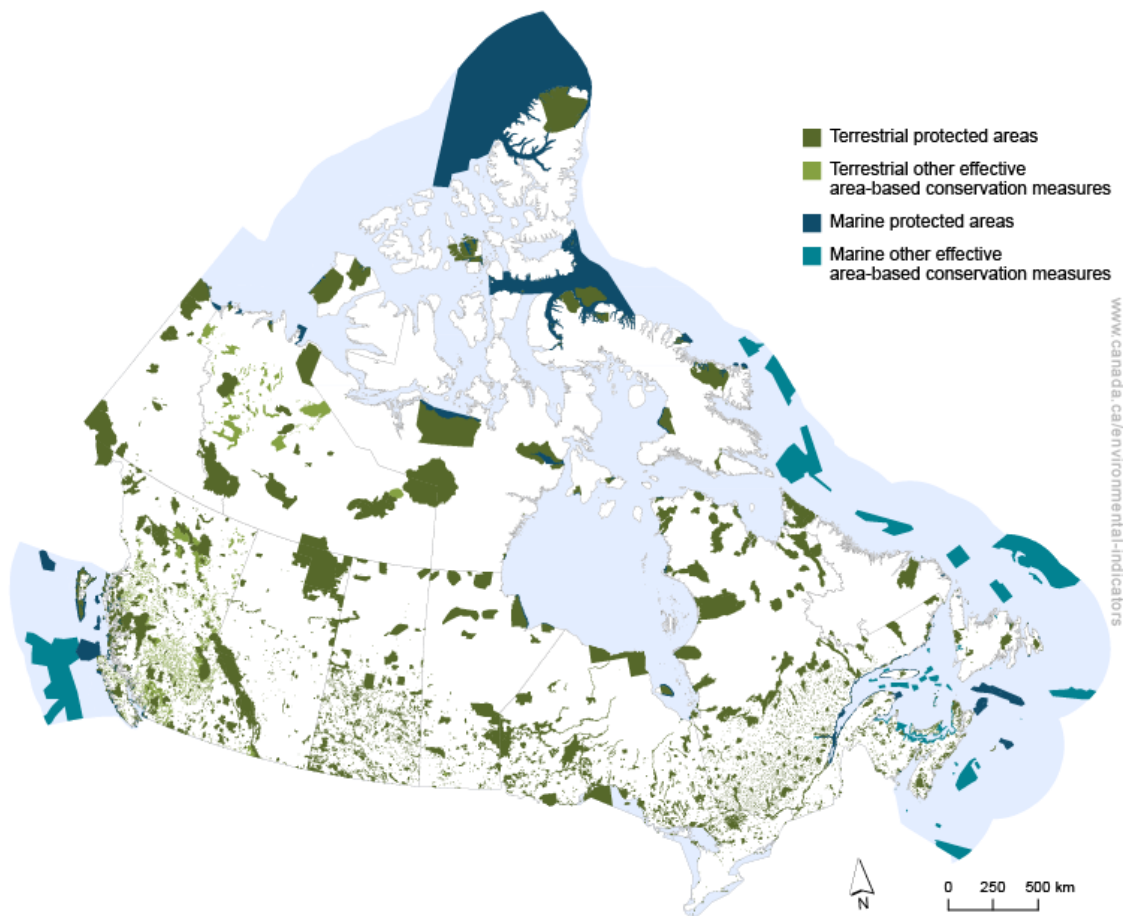 Terrestrial protected areas
Terrestrial other effective
area-based conservation measures
Marine protected areas
Marine other effective
area-based conservation measures
www.canada.ca/environmental-indicators
N
0 250 500 km